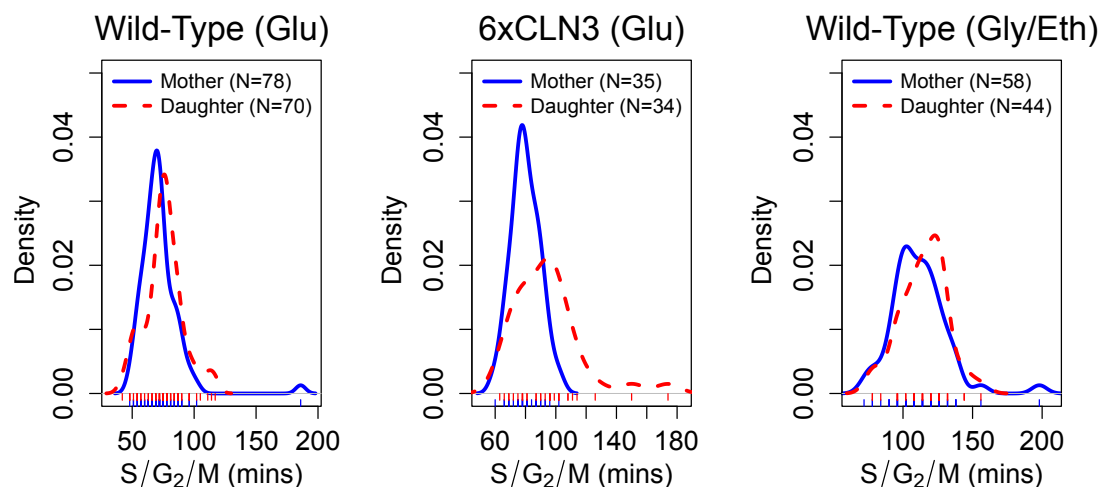 Wild-Type (Glu)
Mother (N=78)
Daughter (N=70)
Density
0.00
0.02
0.04
50
100
150
200
S/G₂/M (mins)
6xCLN3 (Glu)
Mother (N=35)
Daughter (N=34)
Density
0.00
0.02
0.04
60
100
140
180
S/G₂/M (mins)
Wild-Type (Gly/Eth)
Mother (N=58)
Daughter (N=44)
Density
0.00
0.02
0.04
100
150
200
S/G₂/M (mins)